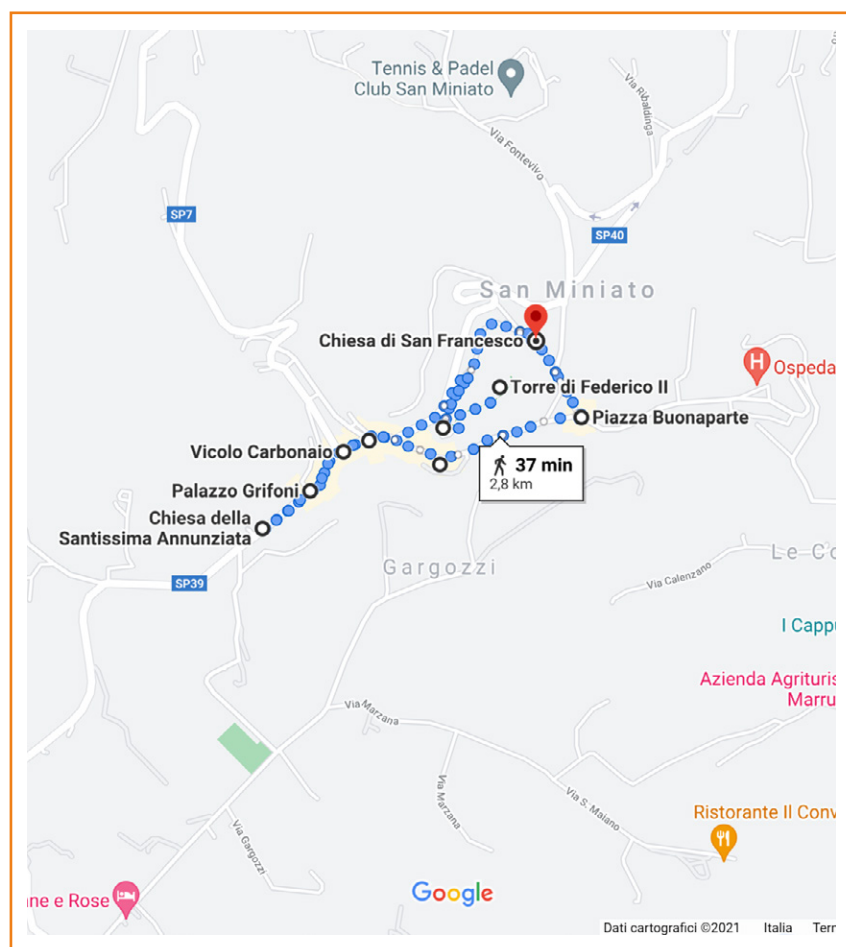 Tennis & Padel
Club San Miniato
Via Ribaldinga
Via Fontevivo
SP7
SP40
San Miniato
Chiesa di San Francesco
H
Ospeda
Torre di Federico II
Piazza Buonaparte
Vicolo Carbonaio
37 min
2,8 km
Palazzo Grifoni
Chiesa della
Santissima Annunziata
Gargozzi
Le Co
SP39
Via Calenzano
I Cappu
Azienda Agrituris
Marru
Via Marzana
Via Marzana
Via S. Maiano
Ristorante Il Conv
Via Gargozzi
ne e Rose
Google
Dati cartografici ©2021 Italia Tern